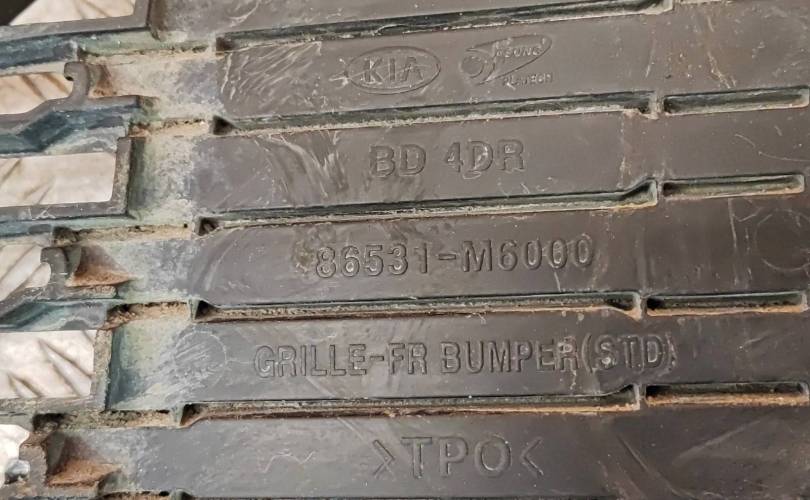 KIA
BD 4DR
86531-M6000
GRILLE-FR BUMPER(STD)
>TPO<